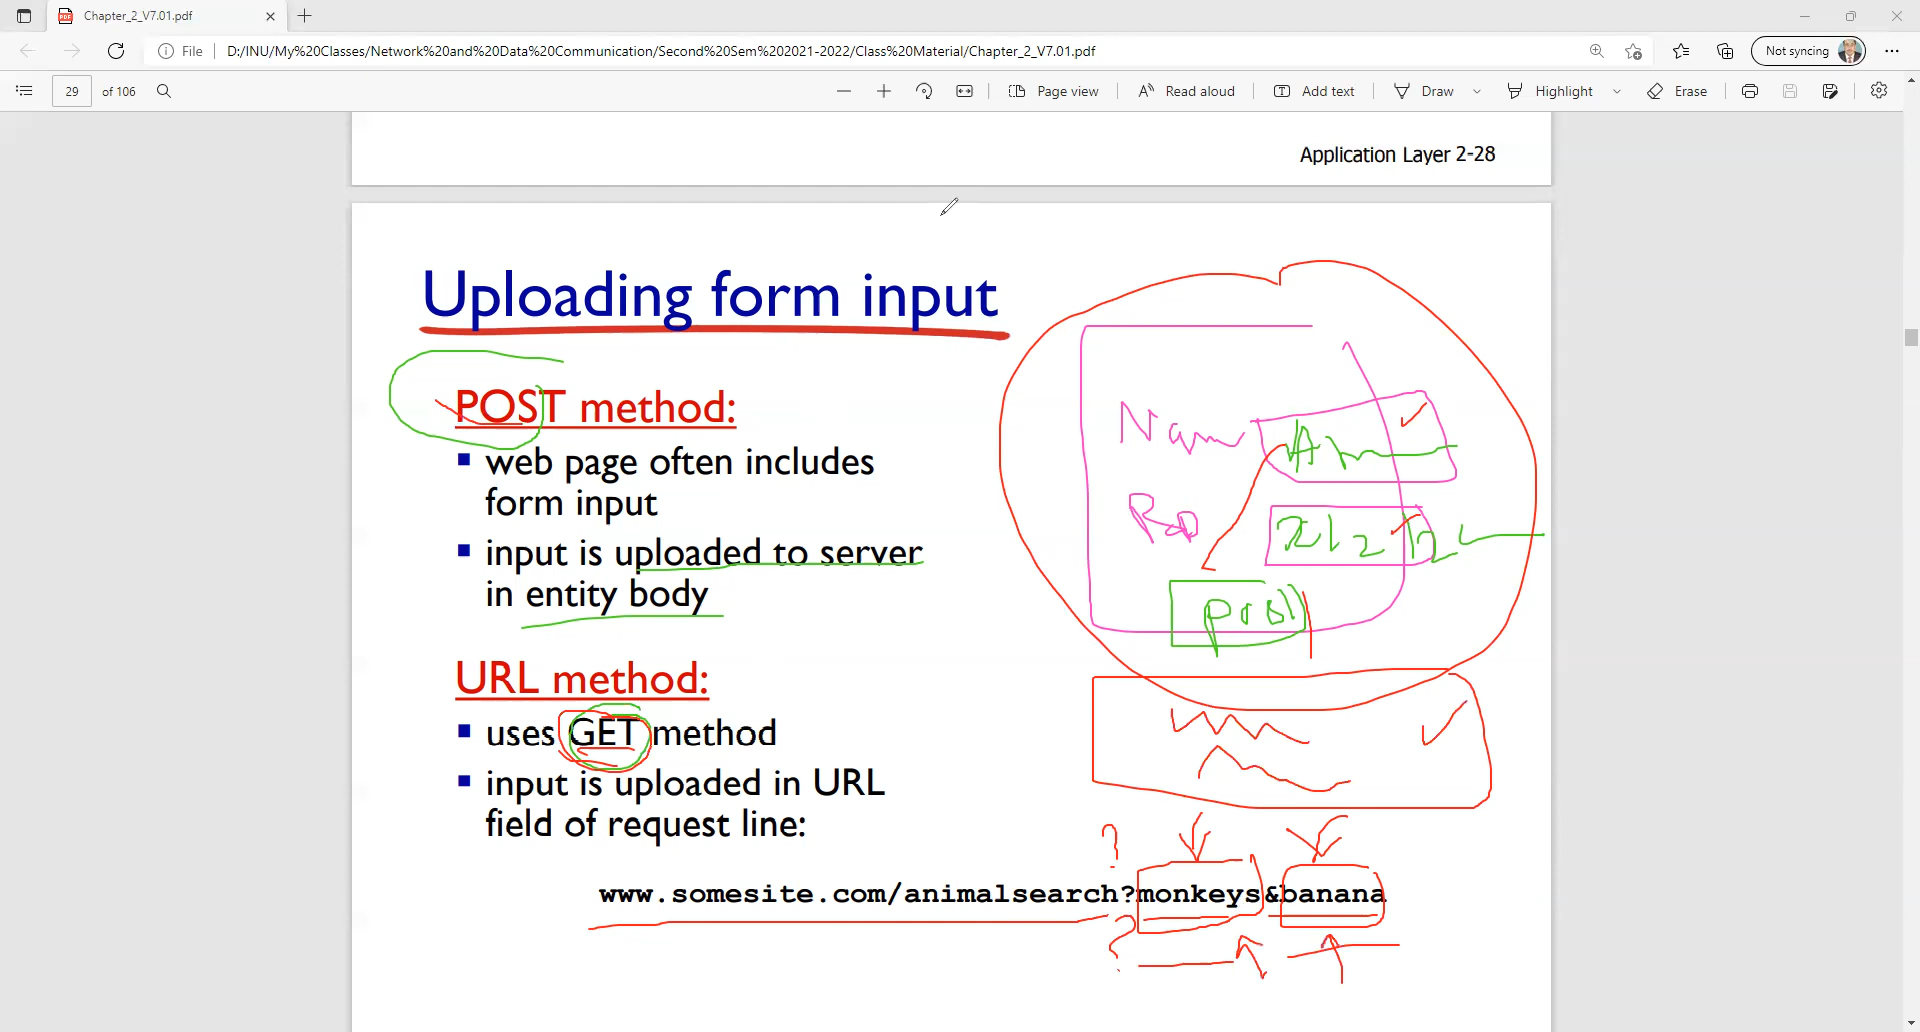 Chapter_2_V7.01.pdf
File
D:/INU/My%20Classes/Network%20and%20Data%20Communication/Second%20Sem%202021-2022/Class%20Material/Chapter_2_V7.01.pdf
Not syncing
29 of 106
Page view
Read aloud
Add text
Draw
Highlight
Erase
Application Layer 2-28
Uploading form input
POST method:
web page often includes
form input
input is uploaded to server
in entity body
URL method:
uses GET method
input is uploaded in URL
field of request line:
?
www.somesite.com/animalsearch?monkeys&banana
?